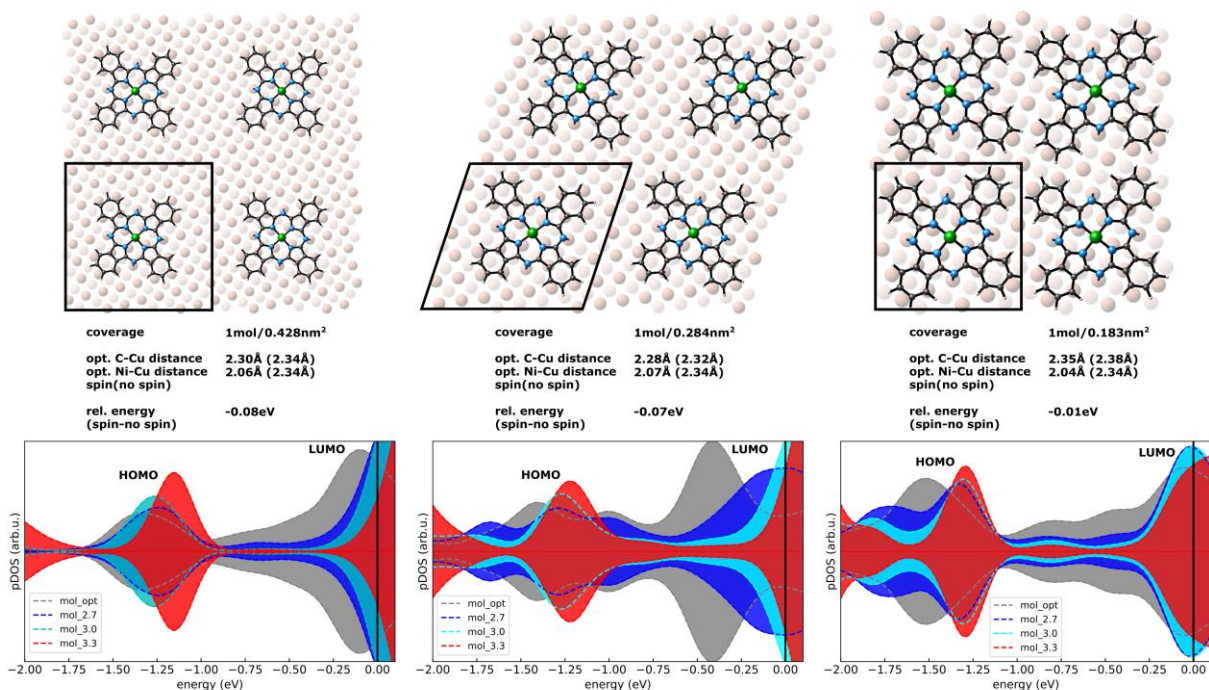 coverage 1mol/0.428nm²
opt. C-Cu distance 2.30Å (2.34Å)
opt. Ni-Cu distance 2.06Å (2.34Å)
spin(no spin)
rel. energy -0.08eV
(spin-no spin)
coverage 1mol/0.284nm²
opt. C-Cu distance 2.28Å (2.32Å)
opt. Ni-Cu distance 2.07Å (2.34Å)
spin(no spin)
rel. energy -0.07eV
(spin-no spin)
coverage 1mol/0.183nm²
opt. C-Cu distance 2.35Å (2.38Å)
opt. Ni-Cu distance 2.04Å (2.34Å)
spin(no spin)
rel. energy -0.01eV
(spin-no spin)
LUMO
HOMO
pDOS (arb.u.)
mol_opt
mol_2.7
mol_3.0
mol_3.3
−2.00 −1.75 −1.50 −1.25 −1.00 −0.75 −0.50 −0.25 0.00
energy (eV)
LUMO
HOMO
pDOS (arb.u.)
mol_opt
mol_2.7
mol_3.0
mol_3.3
−2.00 −1.75 −1.50 −1.25 −1.00 −0.75 −0.50 −0.25 0.00
energy (eV)
LUMO
HOMO
pDOS (arb.u.)
mol_opt
mol_2.7
mol_3.0
mol_3.3
−2.00 −1.75 −1.50 −1.25 −1.00 −0.75 −0.50 −0.25 0.00
energy (eV)